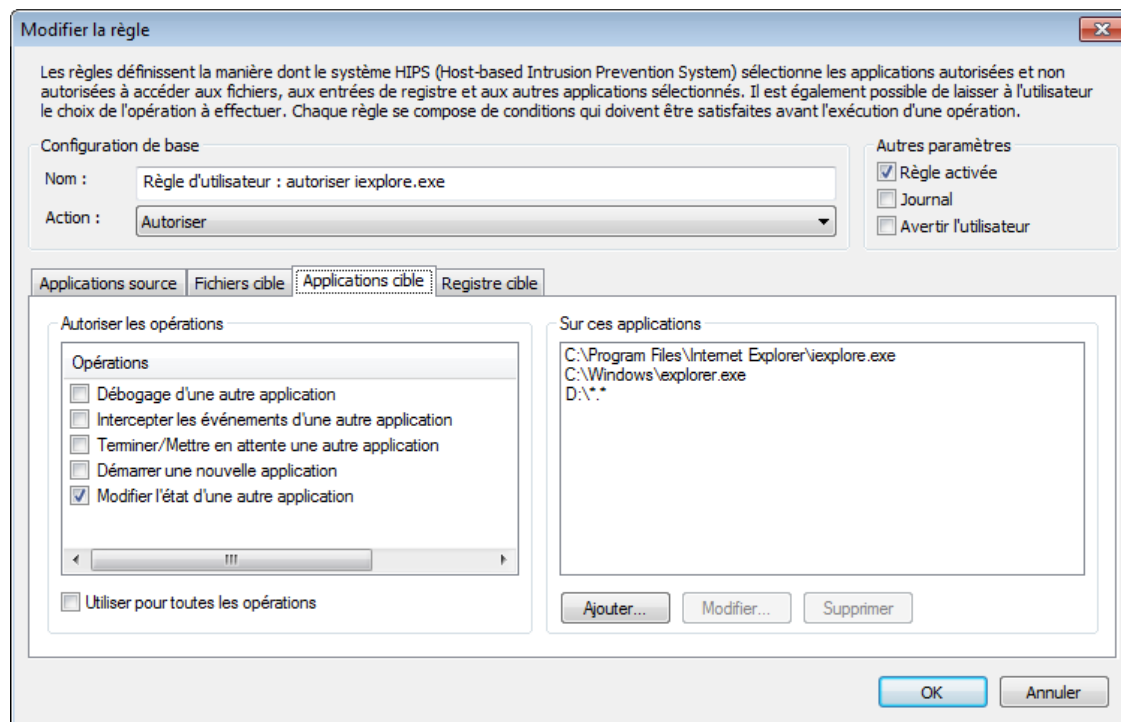 Modifier la règle
Les règles définissent la manière dont le système HIPS (Host-based Intrusion Prevention System) sélectionne les applications autorisées et non
autorisées à accéder aux fichiers, aux entrées de registre et aux autres applications sélectionnés. Il est également possible de laisser à l'utilisateur
le choix de l'opération à effectuer. Chaque règle se compose de conditions qui doivent être satisfaites avant l'exécution d'une opération.
Configuration de base
Nom :
Règle d'utilisateur : autoriser iexplore.exe
Action :
Autoriser
Autres paramètres
Règle activée
Journal
Avertir l'utilisateur
Applications source
Fichiers cible
Applications cible
Registre cible
Autoriser les opérations
Opérations
Débogage d'une autre application
Intercepter les événements d'une autre application
Terminer/Mettre en attente une autre application
Démarrer une nouvelle application
Modifier l'état d'une autre application
Utiliser pour toutes les opérations
Sur ces applications
C:\Program Files\Internet Explorer\iexplore.exe
C:\Windows\explorer.exe
D:\*.*
Ajouter...
Modifier...
Supprimer
OK
Annuler